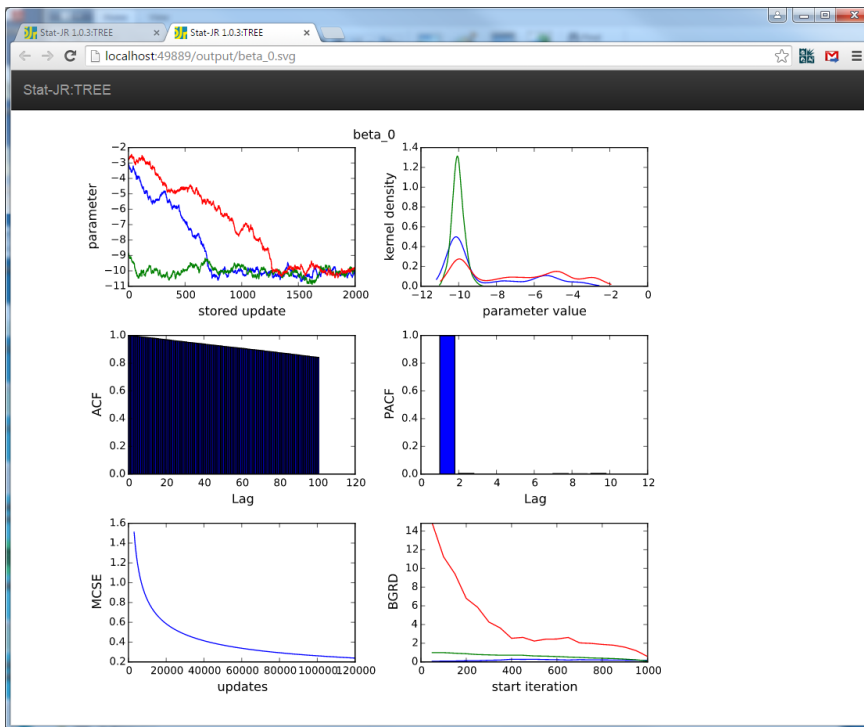 Stat-JR 1.0.3:TREE
Stat-JR 1.0.3:TREE
localhost:49889/output/beta_0.svg
Stat-JR:TREE
beta_0
−2
−3
−4
−5
−6
−7
−8
−9
−10
−11
parameter
0 500 1000 1500 2000
stored update
1.4
1.2
1.0
0.8
0.6
0.4
0.2
0.0
kernel density
−12 −10 −8 −6 −4 −2 0
parameter value
1.0
0.8
0.6
0.4
0.2
0.0
ACF
0 20 40 60 80 100 120
Lag
1.0
0.8
0.6
0.4
0.2
0.0
PACF
0 2 4 6 8 10 12
Lag
1.6
1.4
1.2
1.0
0.8
0.6
0.4
0.2
MCSE
0 20000 40000 60000 80000 100000 120000
updates
14
12
10
8
6
4
2
0
BGRD
0 200 400 600 800 1000
start iteration